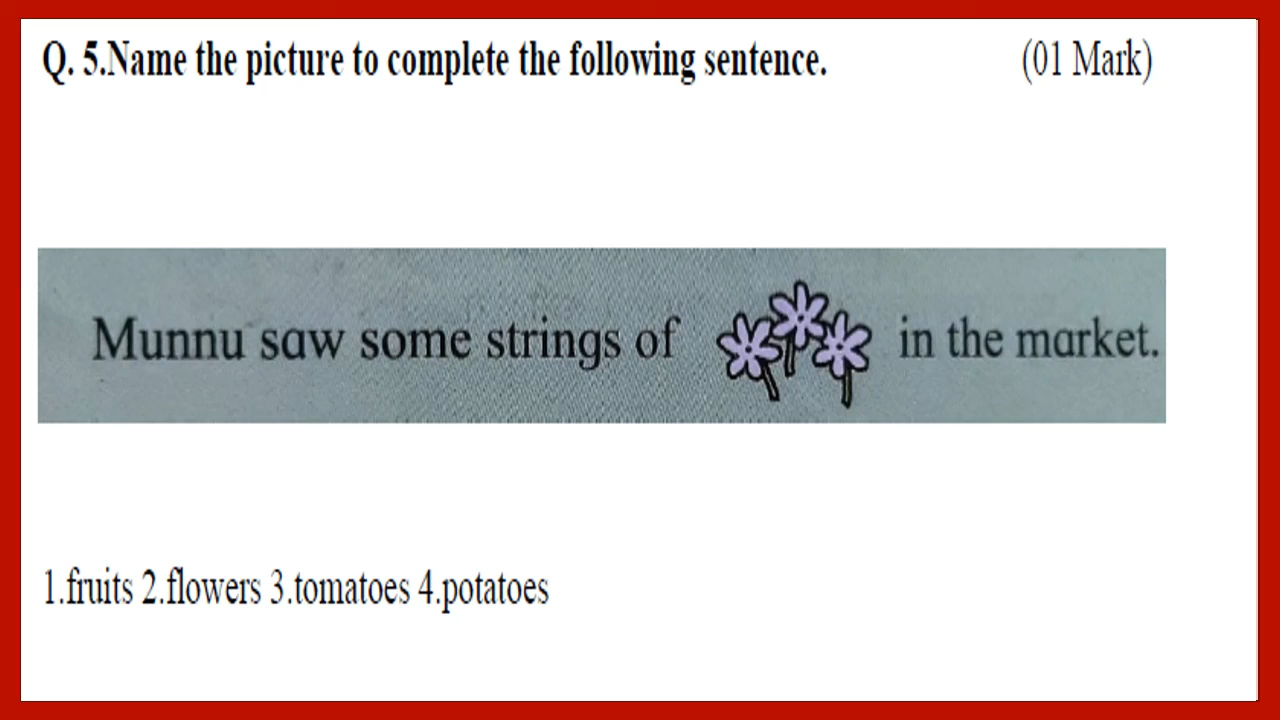 Q. 5.Name the picture to complete the following sentence. (01 Mark)
Munnu saw some strings of in the market.
1.fruits 2.flowers 3.tomatoes 4.potatoes